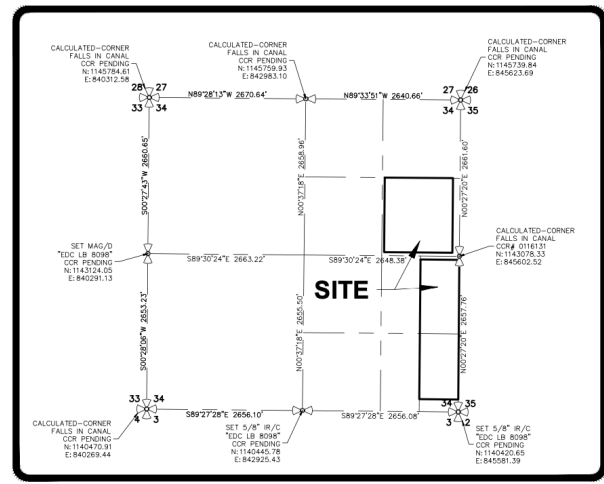 CALCULATED-CORNER
FALLS IN CANAL
CCR PENDING
N:1145784.61
E:840312.58
CALCULATED-CORNER
FALLS IN CANAL
CCR PENDING
N:1145759.93
E:842983.10
CALCULATED-CORNER
FALLS IN CANAL
CCR PENDING
N:1145739.84
E:845623.69
28 27
33 34
27 26
34 35
N89°28'13"W 2670.64'
N89°33'51"W 2640.66'
S00°27'43"W 2660.65'
N00°37'18"E 2658.96'
N00°27'20"E 2661.60'
SET MAG/D
"EDC LB 8098"
CCR PENDING
N:1143124.05
E:840291.13
S89°30'24"E 2663.22'
S89°30'24"E 2648.38'
CALCULATED-CORNER
FALLS IN CANAL
CCR# 0116131
N:1143078.33
E:845602.52
SITE
S00°28'06"W 2653.23'
N00°37'18"E 2655.50'
N00°27'20"E 2657.76'
33 34
4 3
34 35
3 2
S89°27'28"E 2656.10'
S89°27'28"E 2656.08'
CALCULATED-CORNER
FALLS IN CANAL
CCR PENDING
N:1140470.91
E:840269.44
SET 5/8" IR/C
"EDC LB 8098"
CCR PENDING
N:1140445.78
E:842925.43
SET 5/8" IR/C
"EDC LB 8098"
CCR PENDING
N:1140420.65
E:845581.39